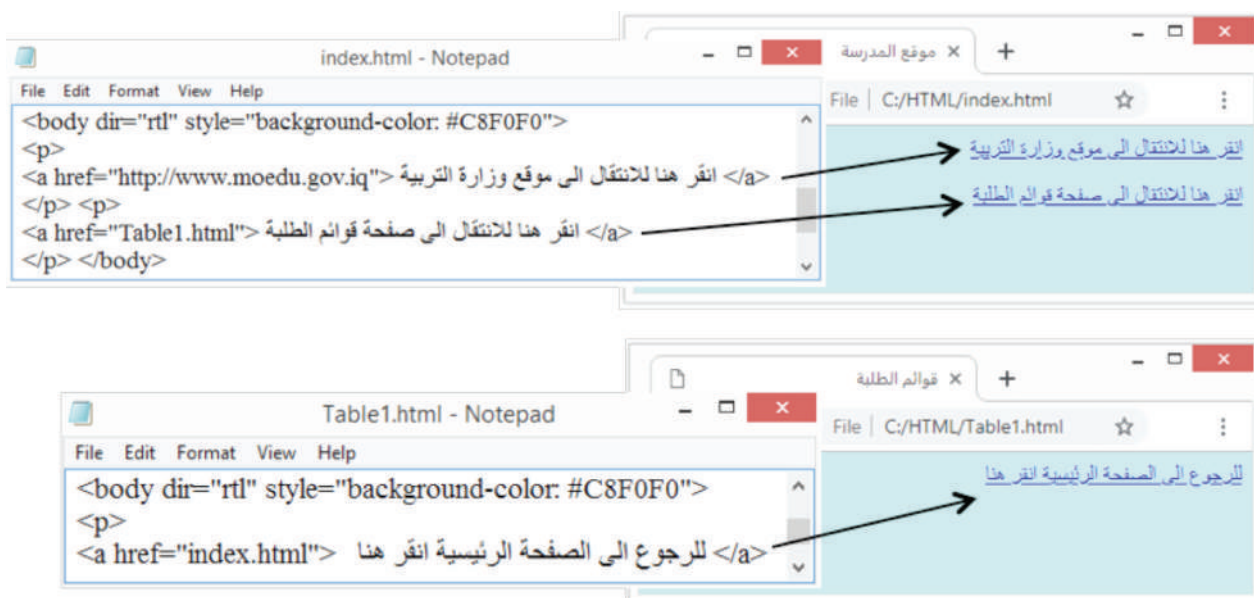 index.html - Notepad
File Edit Format View Help
<body dir="rtl" style="background-color: #C8F0F0">
<p>
<a href="http://www.moedu.gov.iq"> انقر هنا للانتقال الى موقع وزارة التربية </a>
</p> <p>
<a href="Table1.html"> انقر هنا للانتقال الى صفحة قوائم الطلبة </a>
</p> </body>
موقع المدرسة
File | C:/HTML/index.html
انقر هنا للانتقال الى موقع وزارة التربية
انقر هنا للانتقال الى صفحة قوائم الطلبة
Table1.html - Notepad
File Edit Format View Help
<body dir="rtl" style="background-color: #C8F0F0">
<p>
<a href="index.html"> للرجوع الى الصفحة الرئيسية انقر هنا </a>
قوائم الطلبة
File | C:/HTML/Table1.html
للرجوع الى الصفحة الرئيسية انقر هنا